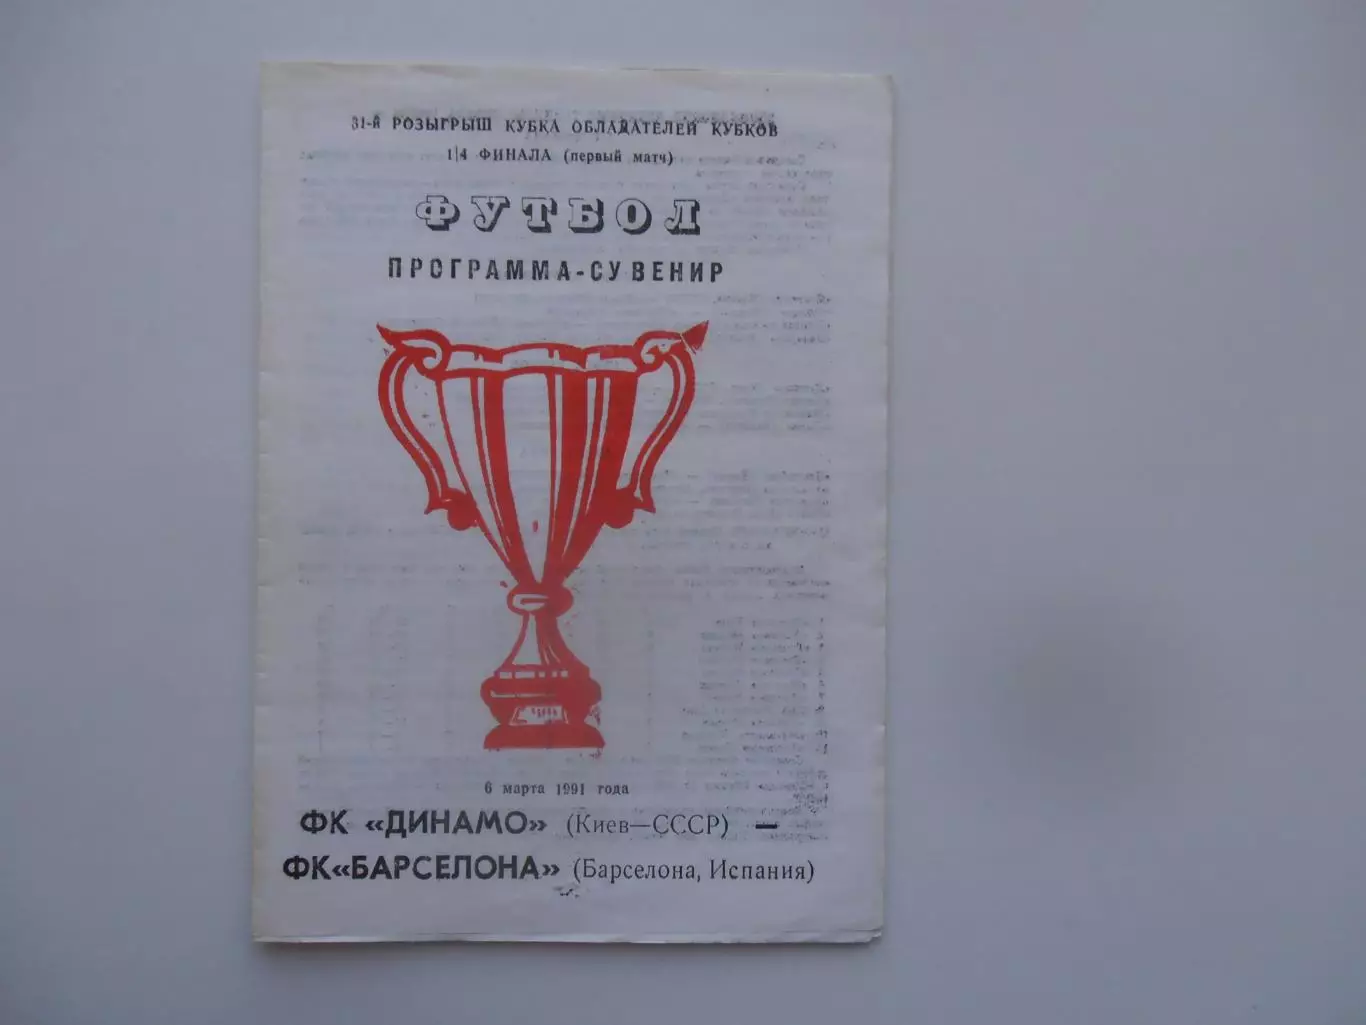 31-й РОЗЫГРЫШ КУБКА ОБЛАДАТЕЛЕЙ КУБКОВ
1|4 ФИНАЛА (первый матч)
ФУТБОЛ
ПРОГРАММА-СУВЕНИР
6 марта 1991 года
ФК «ДИНАМО» (Киев—СССР) —
ФК«БАРСЕЛОНА» (Барселона, Испания)